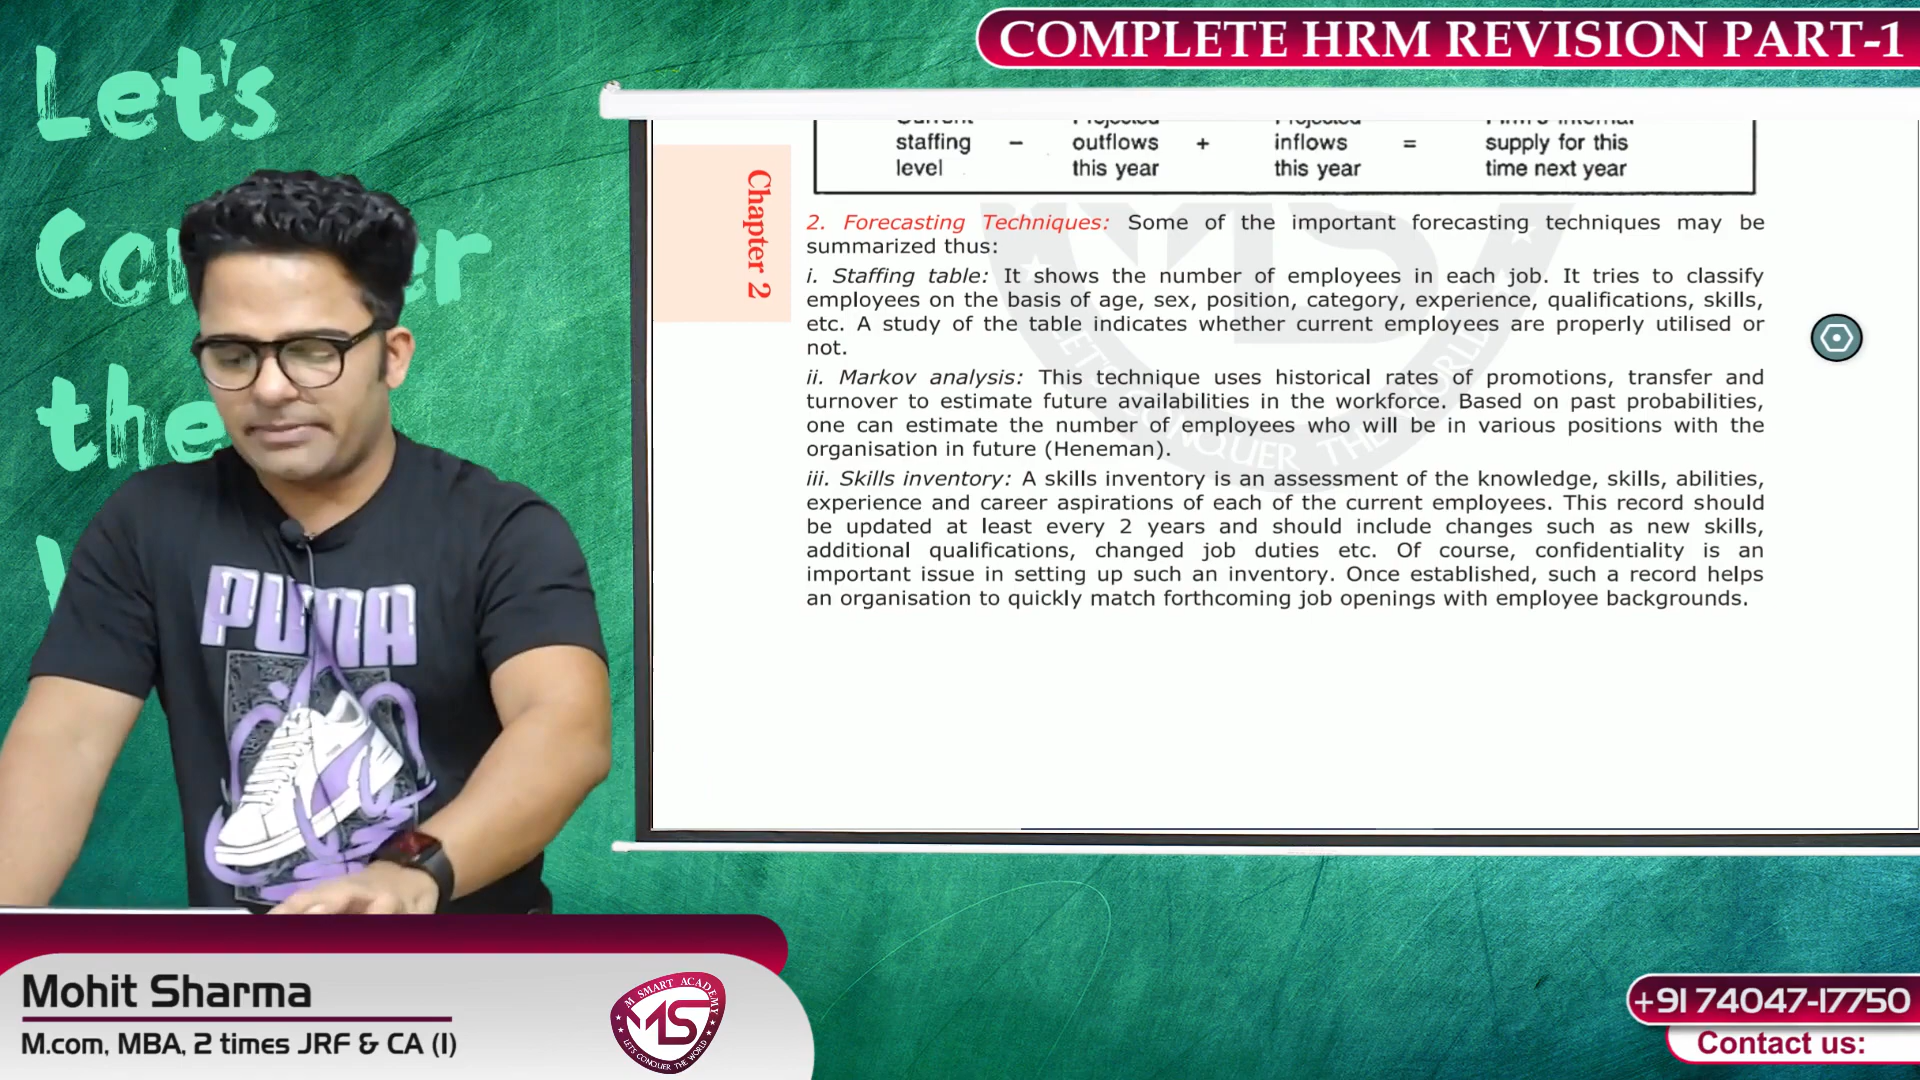 COMPLETE HRM REVISION PART-1
Let's
the
staffing - outflows + inflows = supply for this
level this year this year time next year
Chapter 2
2. Forecasting Techniques: Some of the important forecasting techniques may be
summarized thus:
i. Staffing table: It shows the number of employees in each job. It tries to classify
employees on the basis of age, sex, position, category, experience, qualifications, skills,
etc. A study of the table indicates whether current employees are properly utilised or
not.
ii. Markov analysis: This technique uses historical rates of promotions, transfer and
turnover to estimate future availabilities in the workforce. Based on past probabilities,
one can estimate the number of employees who will be in various positions with the
organisation in future (Heneman).
iii. Skills inventory: A skills inventory is an assessment of the knowledge, skills, abilities,
experience and career aspirations of each of the current employees. This record should
be updated at least every 2 years and should include changes such as new skills,
additional qualifications, changed job duties etc. Of course, confidentiality is an
important issue in setting up such an inventory. Once established, such a record helps
an organisation to quickly match forthcoming job openings with employee backgrounds.
PUMA
Mohit Sharma
M.com, MBA, 2 times JRF & CA (I)
M SMART ACADEMY
MS
LET'S CONQUER THE WORLD
+91 74047-17750
Contact us: